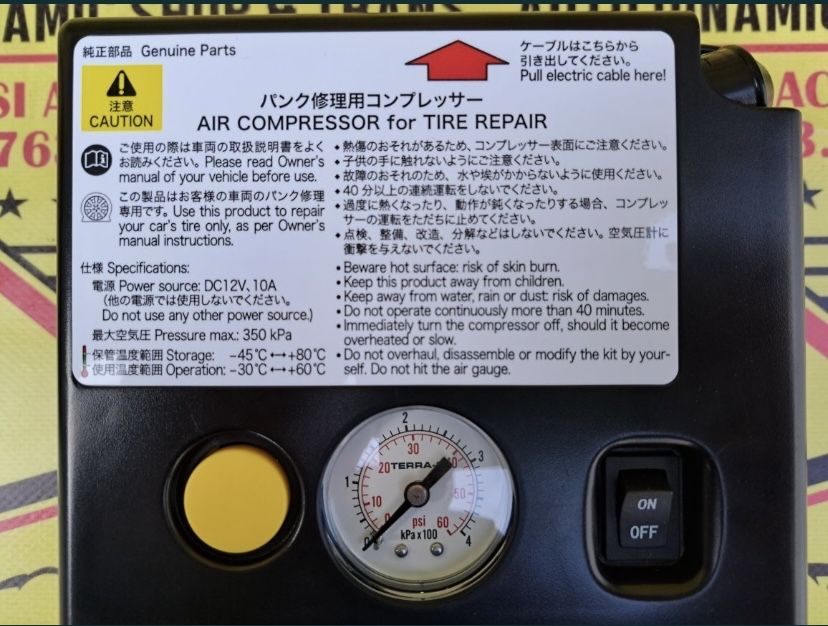 AMIC SHOP & TRANS
AUTODYNAMIC
SI A
AC
763
純正部品 Genuine Parts
ケーブルはこちらから
引き出してください。
Pull electric cable here!
注意
CAUTION
パンク修理用コンプレッサー
AIR COMPRESSOR for TIRE REPAIR
ご使用の際は車両の取扱説明書をよく
お読みください。Please read Owner's
manual of your vehicle before use.
この製品はお客様の車両のパンク修理
専用です。Use this product to repair
your car's tire only, as per Owner's
manual instructions.
仕様 Specifications:
電源 Power source: DC12V、10A
(他の電源では使用しないでください。
Do not use any other power source.)
最大空気圧 Pressure max.: 350 kPa
保管温度範囲 Storage: −45℃ ↔ +80℃
使用温度範囲 Operation: −30℃ ↔ +60℃
• 熱傷のおそれがあるため、コンプレッサー表面にご注意ください。
• 子供の手に触れないようにご注意ください。
• 故障のおそれのため、水や埃がかからないように使用ください。
• 40 分以上の連続運転をしないでください。
• 過度に熱くなったり、動作が鈍くなったりする場合、コンプレッ
サーの運転をただちに止めてください。
• 点検、整備、改造、分解などはしないでください。空気圧計に
衝撃を与えないでください。
• Beware hot surface: risk of skin burn.
• Keep this product away from children.
• Keep away from water, rain or dust: risk of damages.
• Do not operate continuously more than 40 minutes.
• Immediately turn the compressor off, should it become
overheated or slow.
• Do not overhaul, disassemble or modify the kit by your-
self. Do not hit the air gauge.
2
30
20 TERRA 40
1 3
10 50
0 psi 60
kPa x100 4
ON
OFF